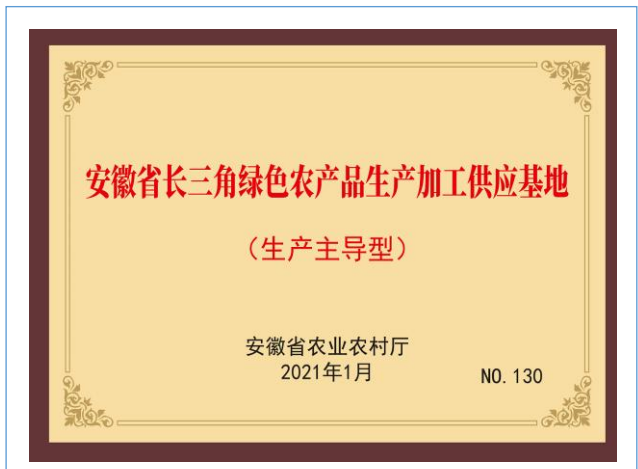 安徽省长三角绿色农产品生产加工供应基地
（生产主导型）
安徽省农业农村厅
2021年1月
NO. 130